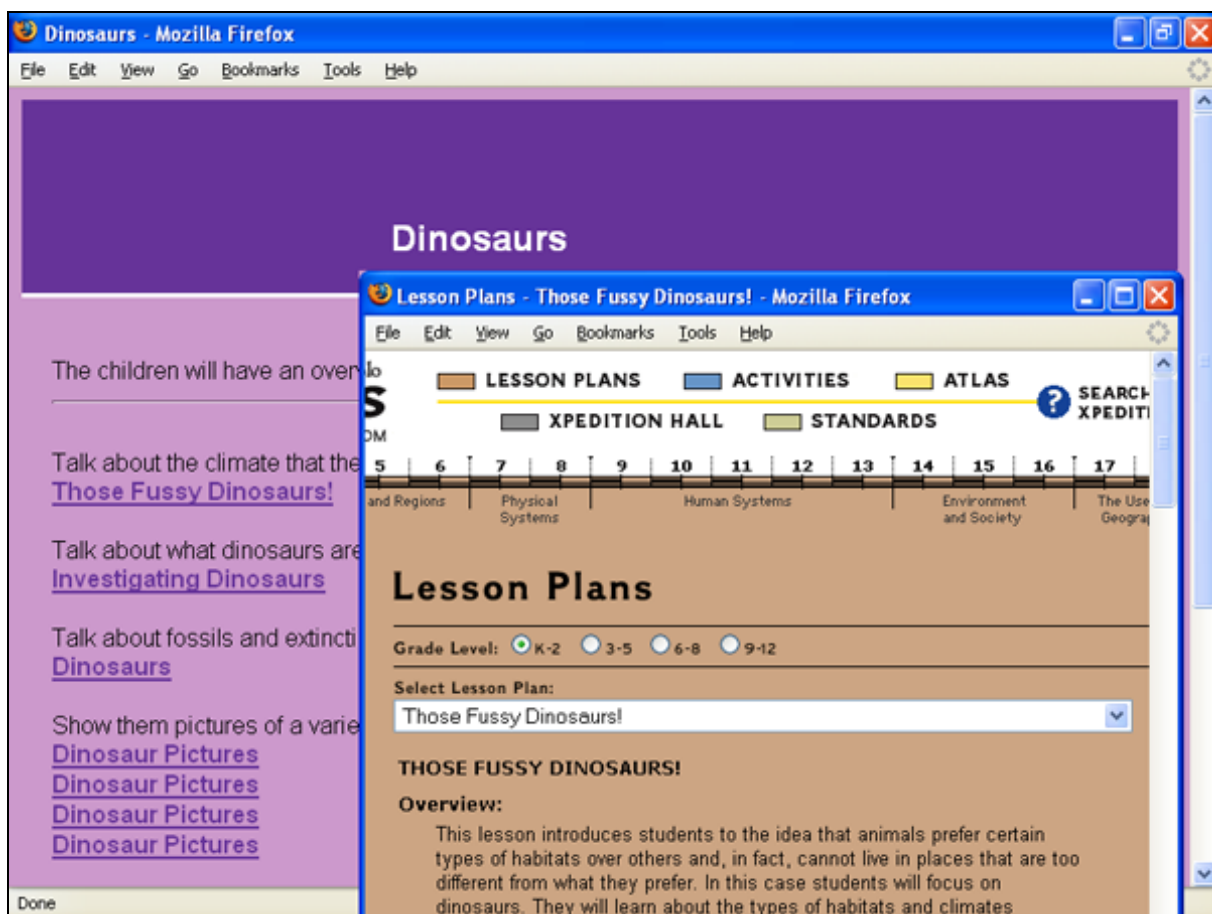 Dinosaurs - Mozilla Firefox
File Edit View Go Bookmarks Tools Help
Dinosaurs
The children will have an over
Talk about the climate that the
Those Fussy Dinosaurs!
Talk about what dinosaurs are
Investigating Dinosaurs
Talk about fossils and extincti
Dinosaurs
Show them pictures of a varie
Dinosaur Pictures
Dinosaur Pictures
Dinosaur Pictures
Dinosaur Pictures
Done
Lesson Plans - Those Fussy Dinosaurs! - Mozilla Firefox
File Edit View Go Bookmarks Tools Help
LESSON PLANS ACTIVITIES ATLAS
? SEARCH
XPEDITI
XPEDITION HALL STANDARDS
5 6 7 8 9 10 11 12 13 14 15 16 17
and Regions Physical Systems Human Systems Environment and Society The Use Geogra
Lesson Plans
Grade Level: K-2 3-5 6-8 9-12
Select Lesson Plan:
Those Fussy Dinosaurs!
THOSE FUSSY DINOSAURS!
Overview:
This lesson introduces students to the idea that animals prefer certain
types of habitats over others and, in fact, cannot live in places that are too
different from what they prefer. In this case students will focus on
dinosaurs. They will learn about the types of habitats and climates